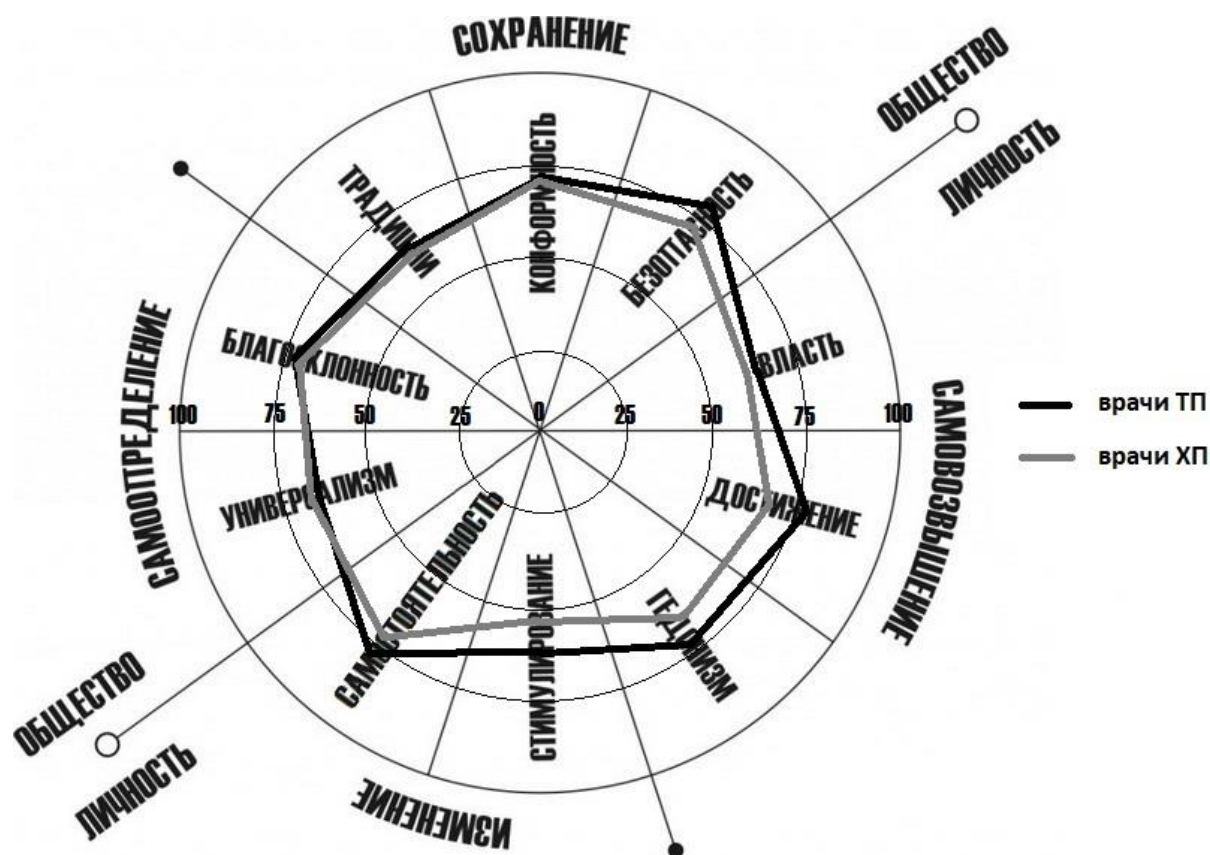 СОХРАНЕНИЕ
ОБЩЕСТВО
ЛИЧНОСТЬ
КОНФОРМНОСТЬ
ТРАДИЦИИ
БЕЗОПАСНОСТЬ
БЛАГОСКЛОННОСТЬ
ВЛАСТЬ
САМООПРЕДЕЛЕНИЕ
100 75 50 25 0 25 50 75 100
САМОВОЗВЫШЕНИЕ
врачи ТП
врачи ХП
УНИВЕРСАЛИЗМ
ДОСТИЖЕНИЕ
САМОСТОЯТЕЛЬНОСТЬ
СТИМУЛИРОВАНИЕ
ГЕДОНИЗМ
ОБЩЕСТВО
ЛИЧНОСТЬ
ИЗМЕНЕНИЕ